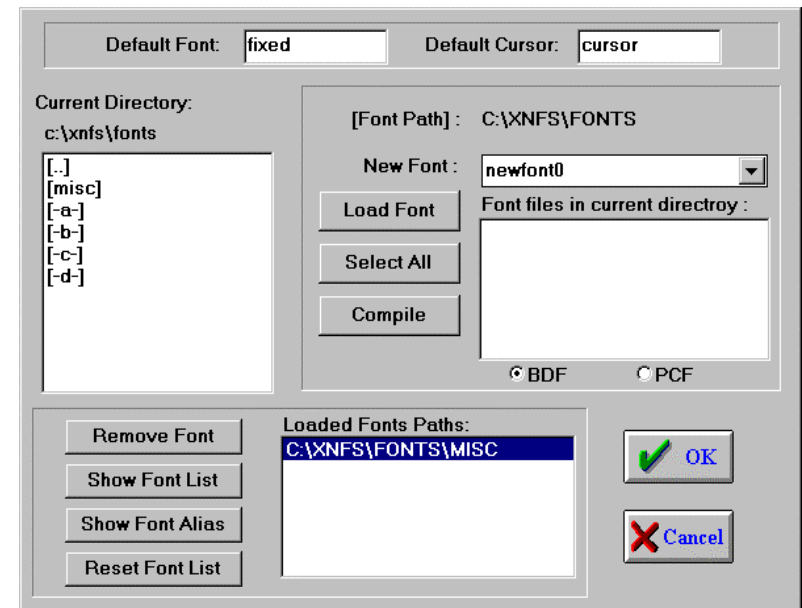 Default Font: fixed Default Cursor: cursor
Current Directory:
c:\xnfs\fonts
[..]
[misc]
[-a-]
[-b-]
[-c-]
[-d-]
[Font Path] : C:\XNFS\FONTS
New Font : newfont0
Load Font
Select All
Compile
Font files in current directroy :
BDF PCF
Remove Font
Show Font List
Show Font Alias
Reset Font List
Loaded Fonts Paths:
C:\XNFS\FONTS\MISC
OK
Cancel